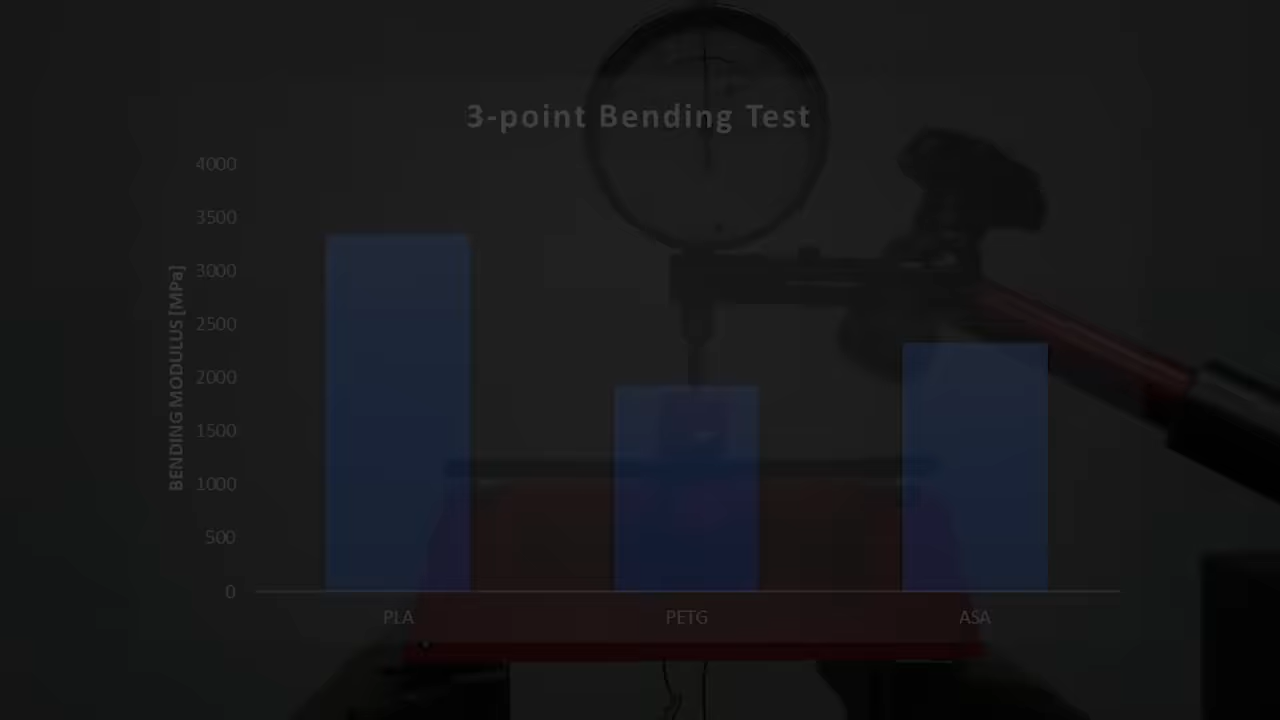 3-point Bending Test
BENDING MODULUS [MPa]
4000
3500
3000
2500
2000
1500
1000
500
0
PLA
PETG
ASA